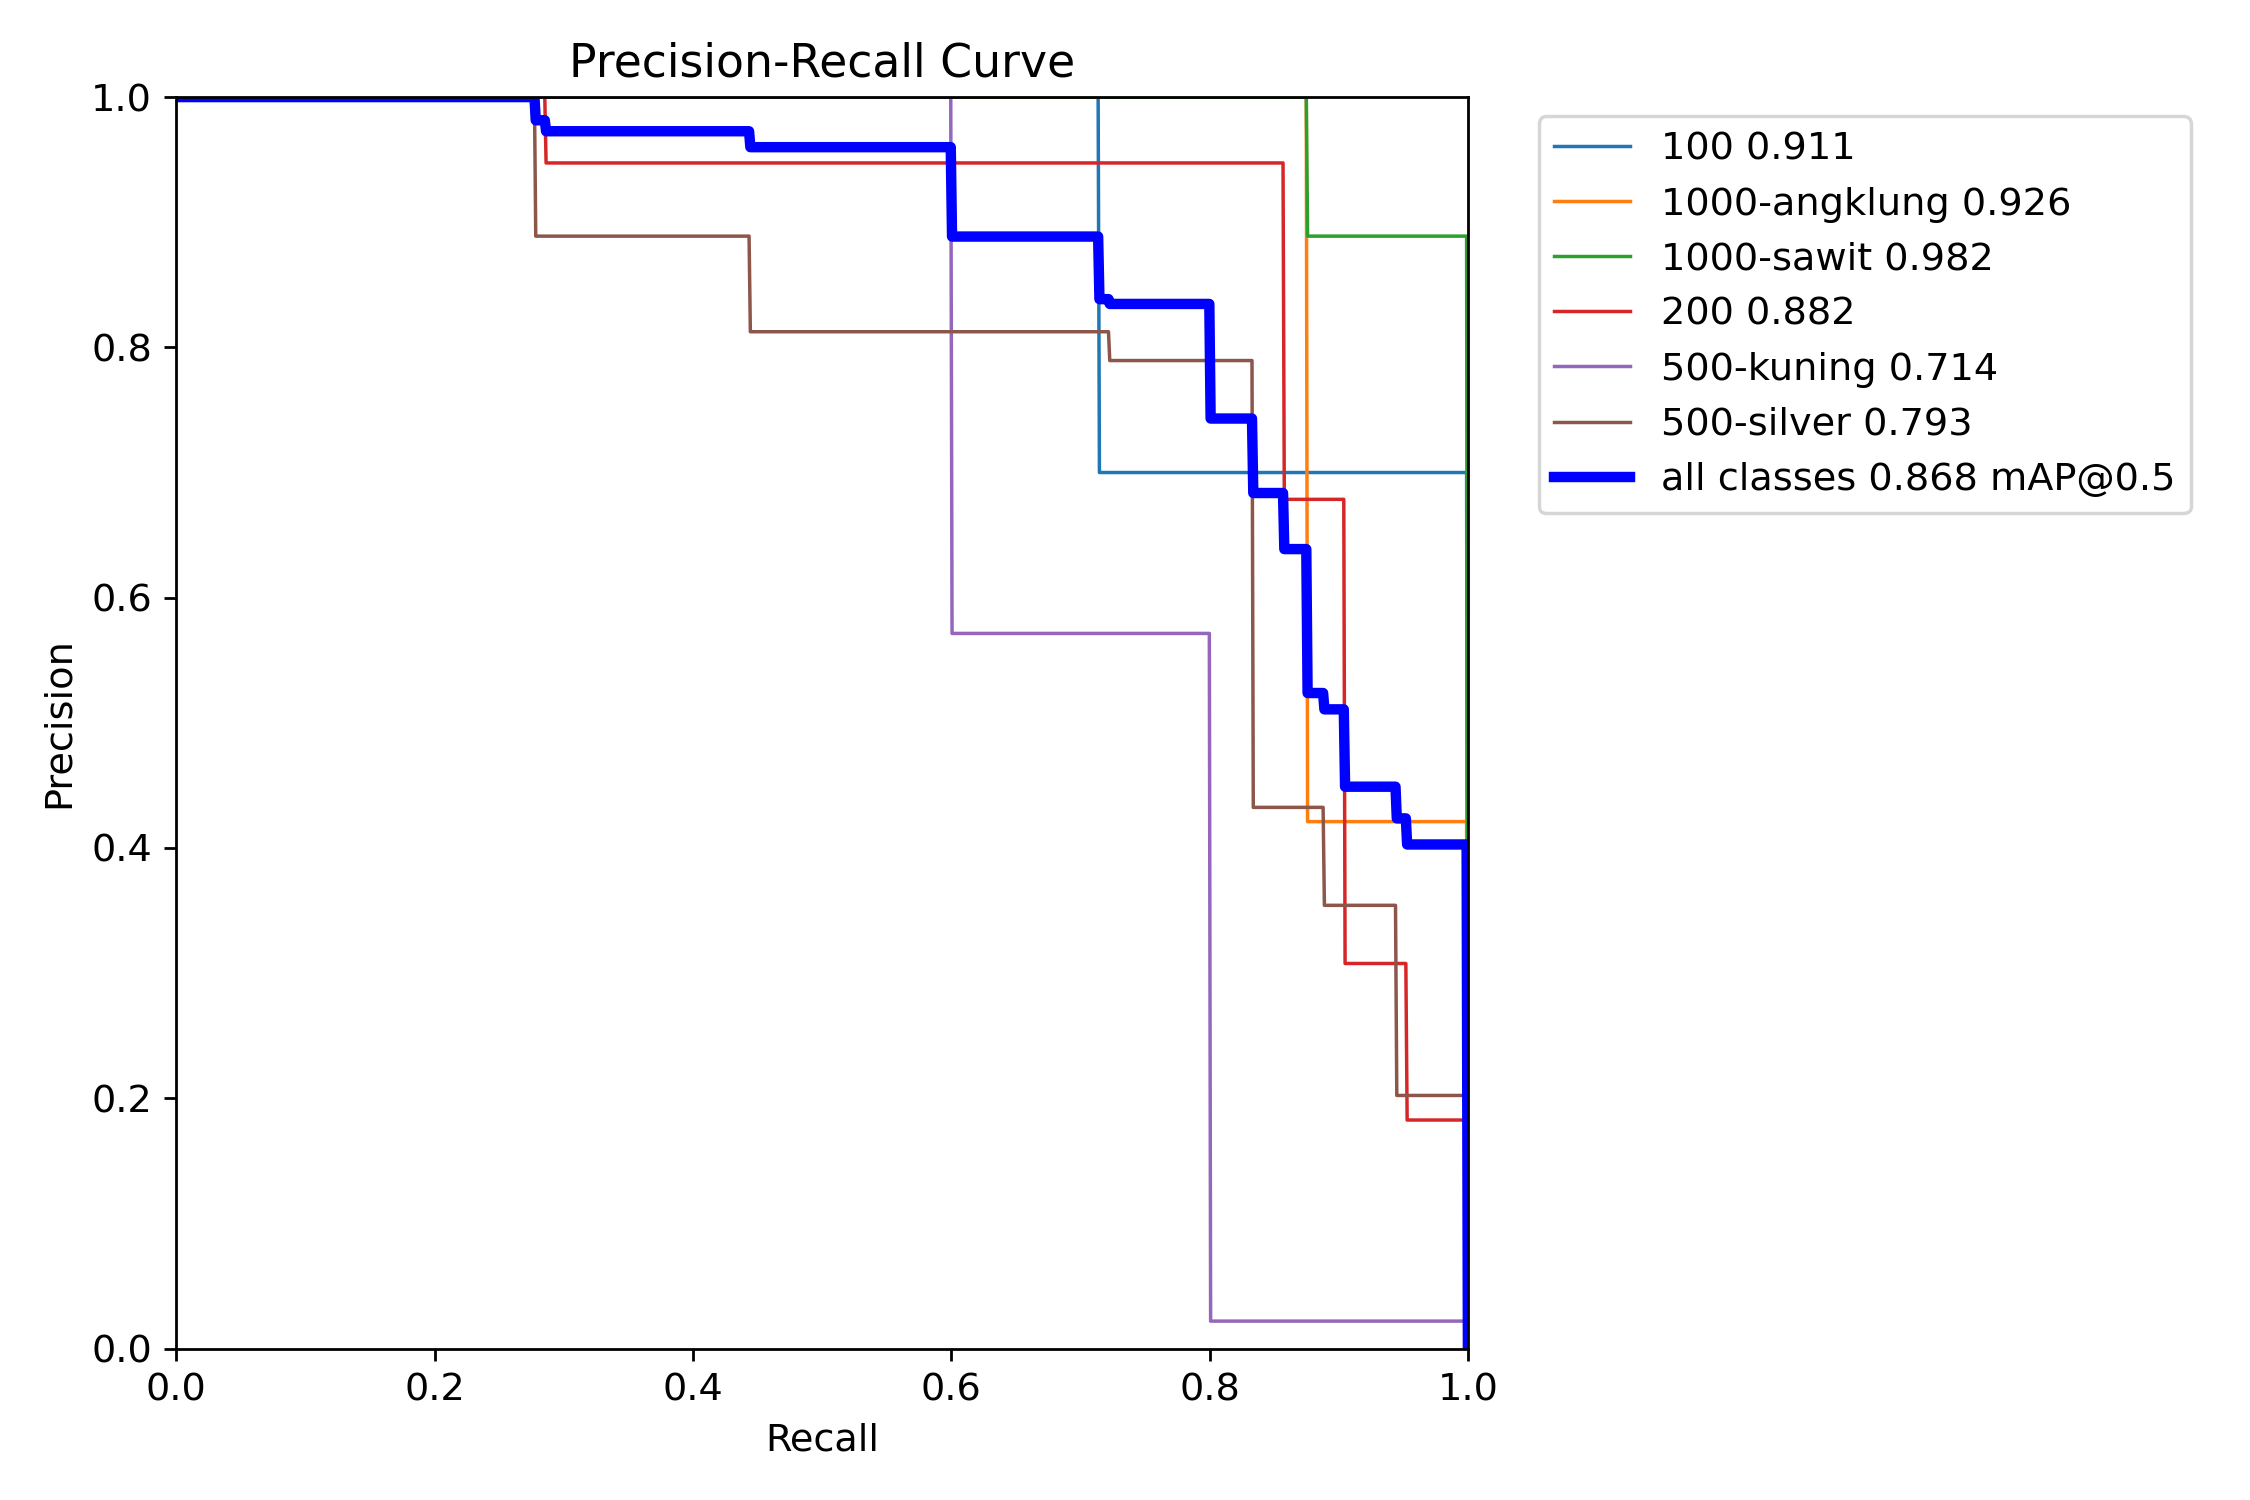 Precision-Recall Curve
1.0
0.8
0.6
0.4
0.2
0.0
Precision
0.0 0.2 0.4 0.6 0.8 1.0
Recall
100 0.911
1000-angklung 0.926
1000-sawit 0.982
200 0.882
500-kuning 0.714
500-silver 0.793
all classes 0.868 mAP@0.5